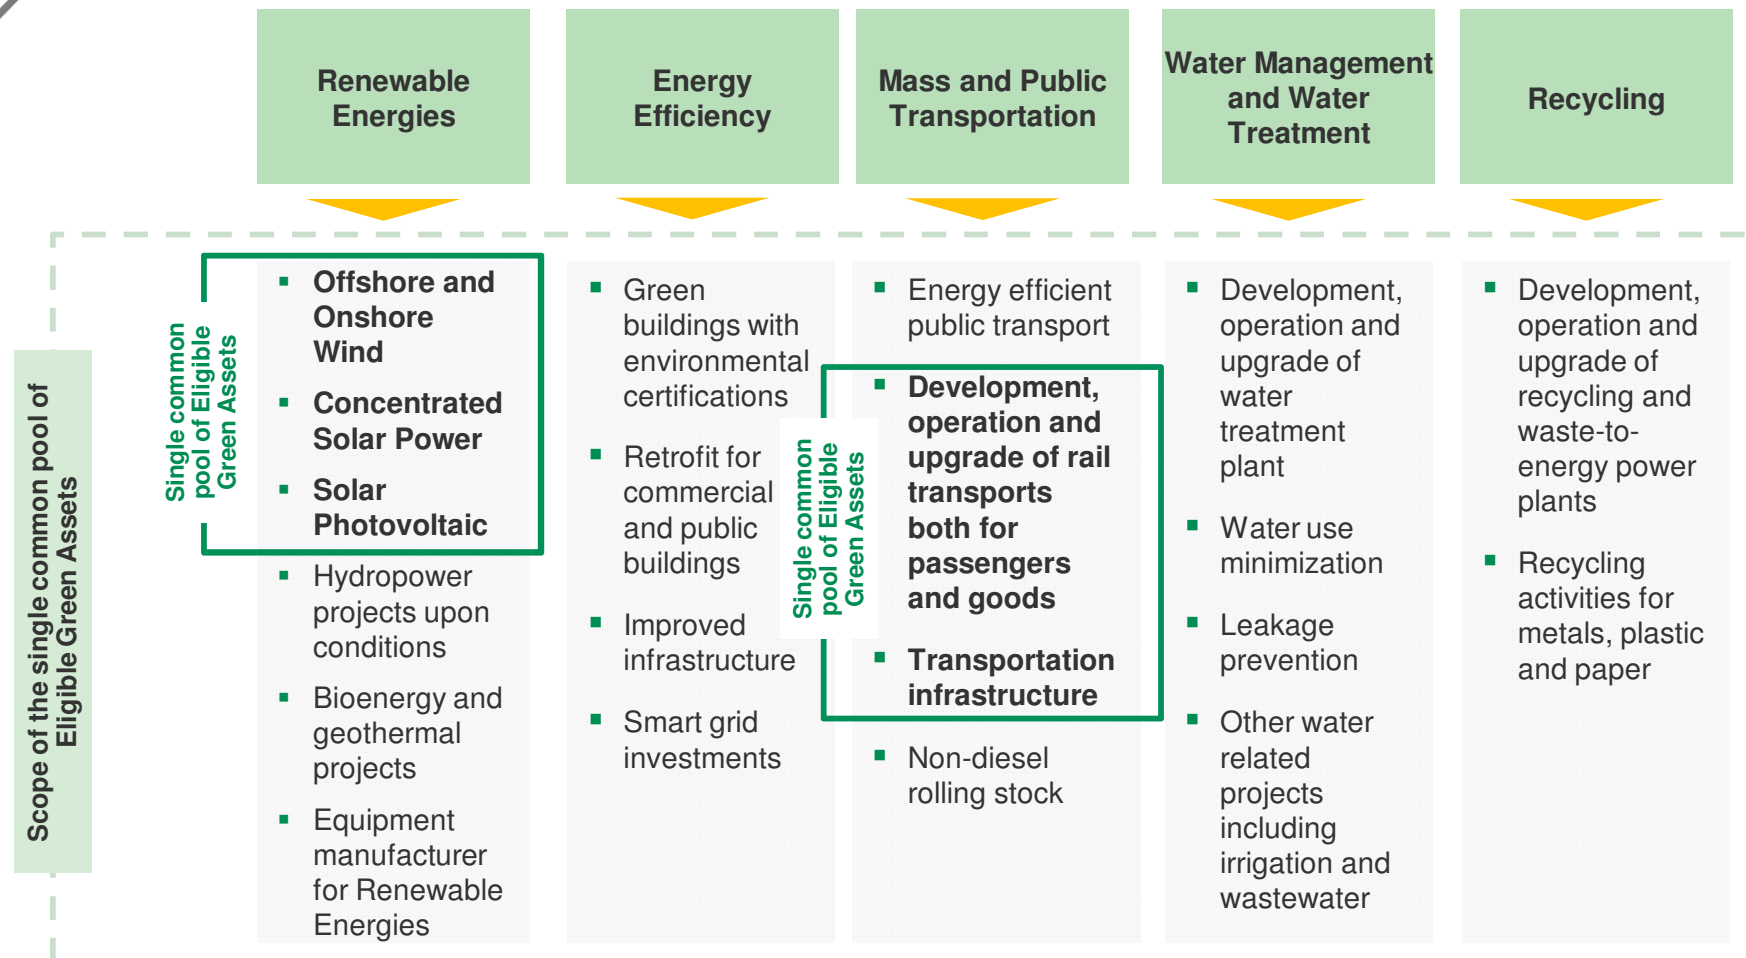 Renewable
Energies
Energy
Efficiency
Mass and Public
Transportation
Water Management
and Water
Treatment
Recycling
Scope of the single common pool of
Eligible Green Assets
Single common
pool of Eligible
Green Assets
▪ Offshore and
Onshore
Wind
▪ Concentrated
Solar Power
▪ Solar
Photovoltaic
▪ Hydropower
projects upon
conditions
▪ Bioenergy and
geothermal
projects
▪ Equipment
manufacturer
for Renewable
Energies
▪ Green
buildings with
environmental
certifications
▪ Retrofit for
commercial
and public
buildings
▪ Improved
infrastructure
▪ Smart grid
investments
Single common
pool of Eligible
Green Assets
▪ Energy efficient
public transport
▪ Development,
operation and
upgrade of rail
transports
both for
passengers
and goods
▪ Transportation
infrastructure
▪ Non-diesel
rolling stock
▪ Development,
operation and
upgrade of
water
treatment
plant
▪ Water use
minimization
▪ Leakage
prevention
▪ Other water
related
projects
including
irrigation and
wastewater
▪ Development,
operation and
upgrade of
recycling and
waste-to-
energy power
plants
▪ Recycling
activities for
metals, plastic
and paper